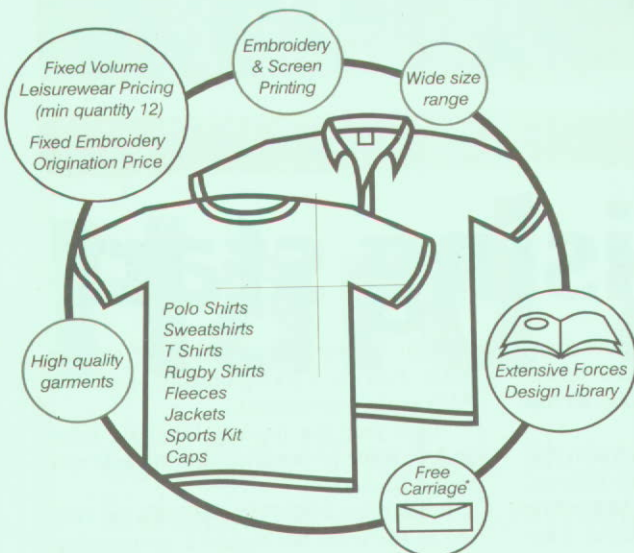 Fixed Volume
Leisurewear Pricing
(min quantity 12)
Fixed Embroidery
Origination Price
Embroidery
& Screen
Printing
Wide size
range
High quality
garments
Polo Shirts
Sweatshirts
T Shirts
Rugby Shirts
Fleeces
Jackets
Sports Kit
Caps
Extensive Forces
Design Library
Free
Carriage*